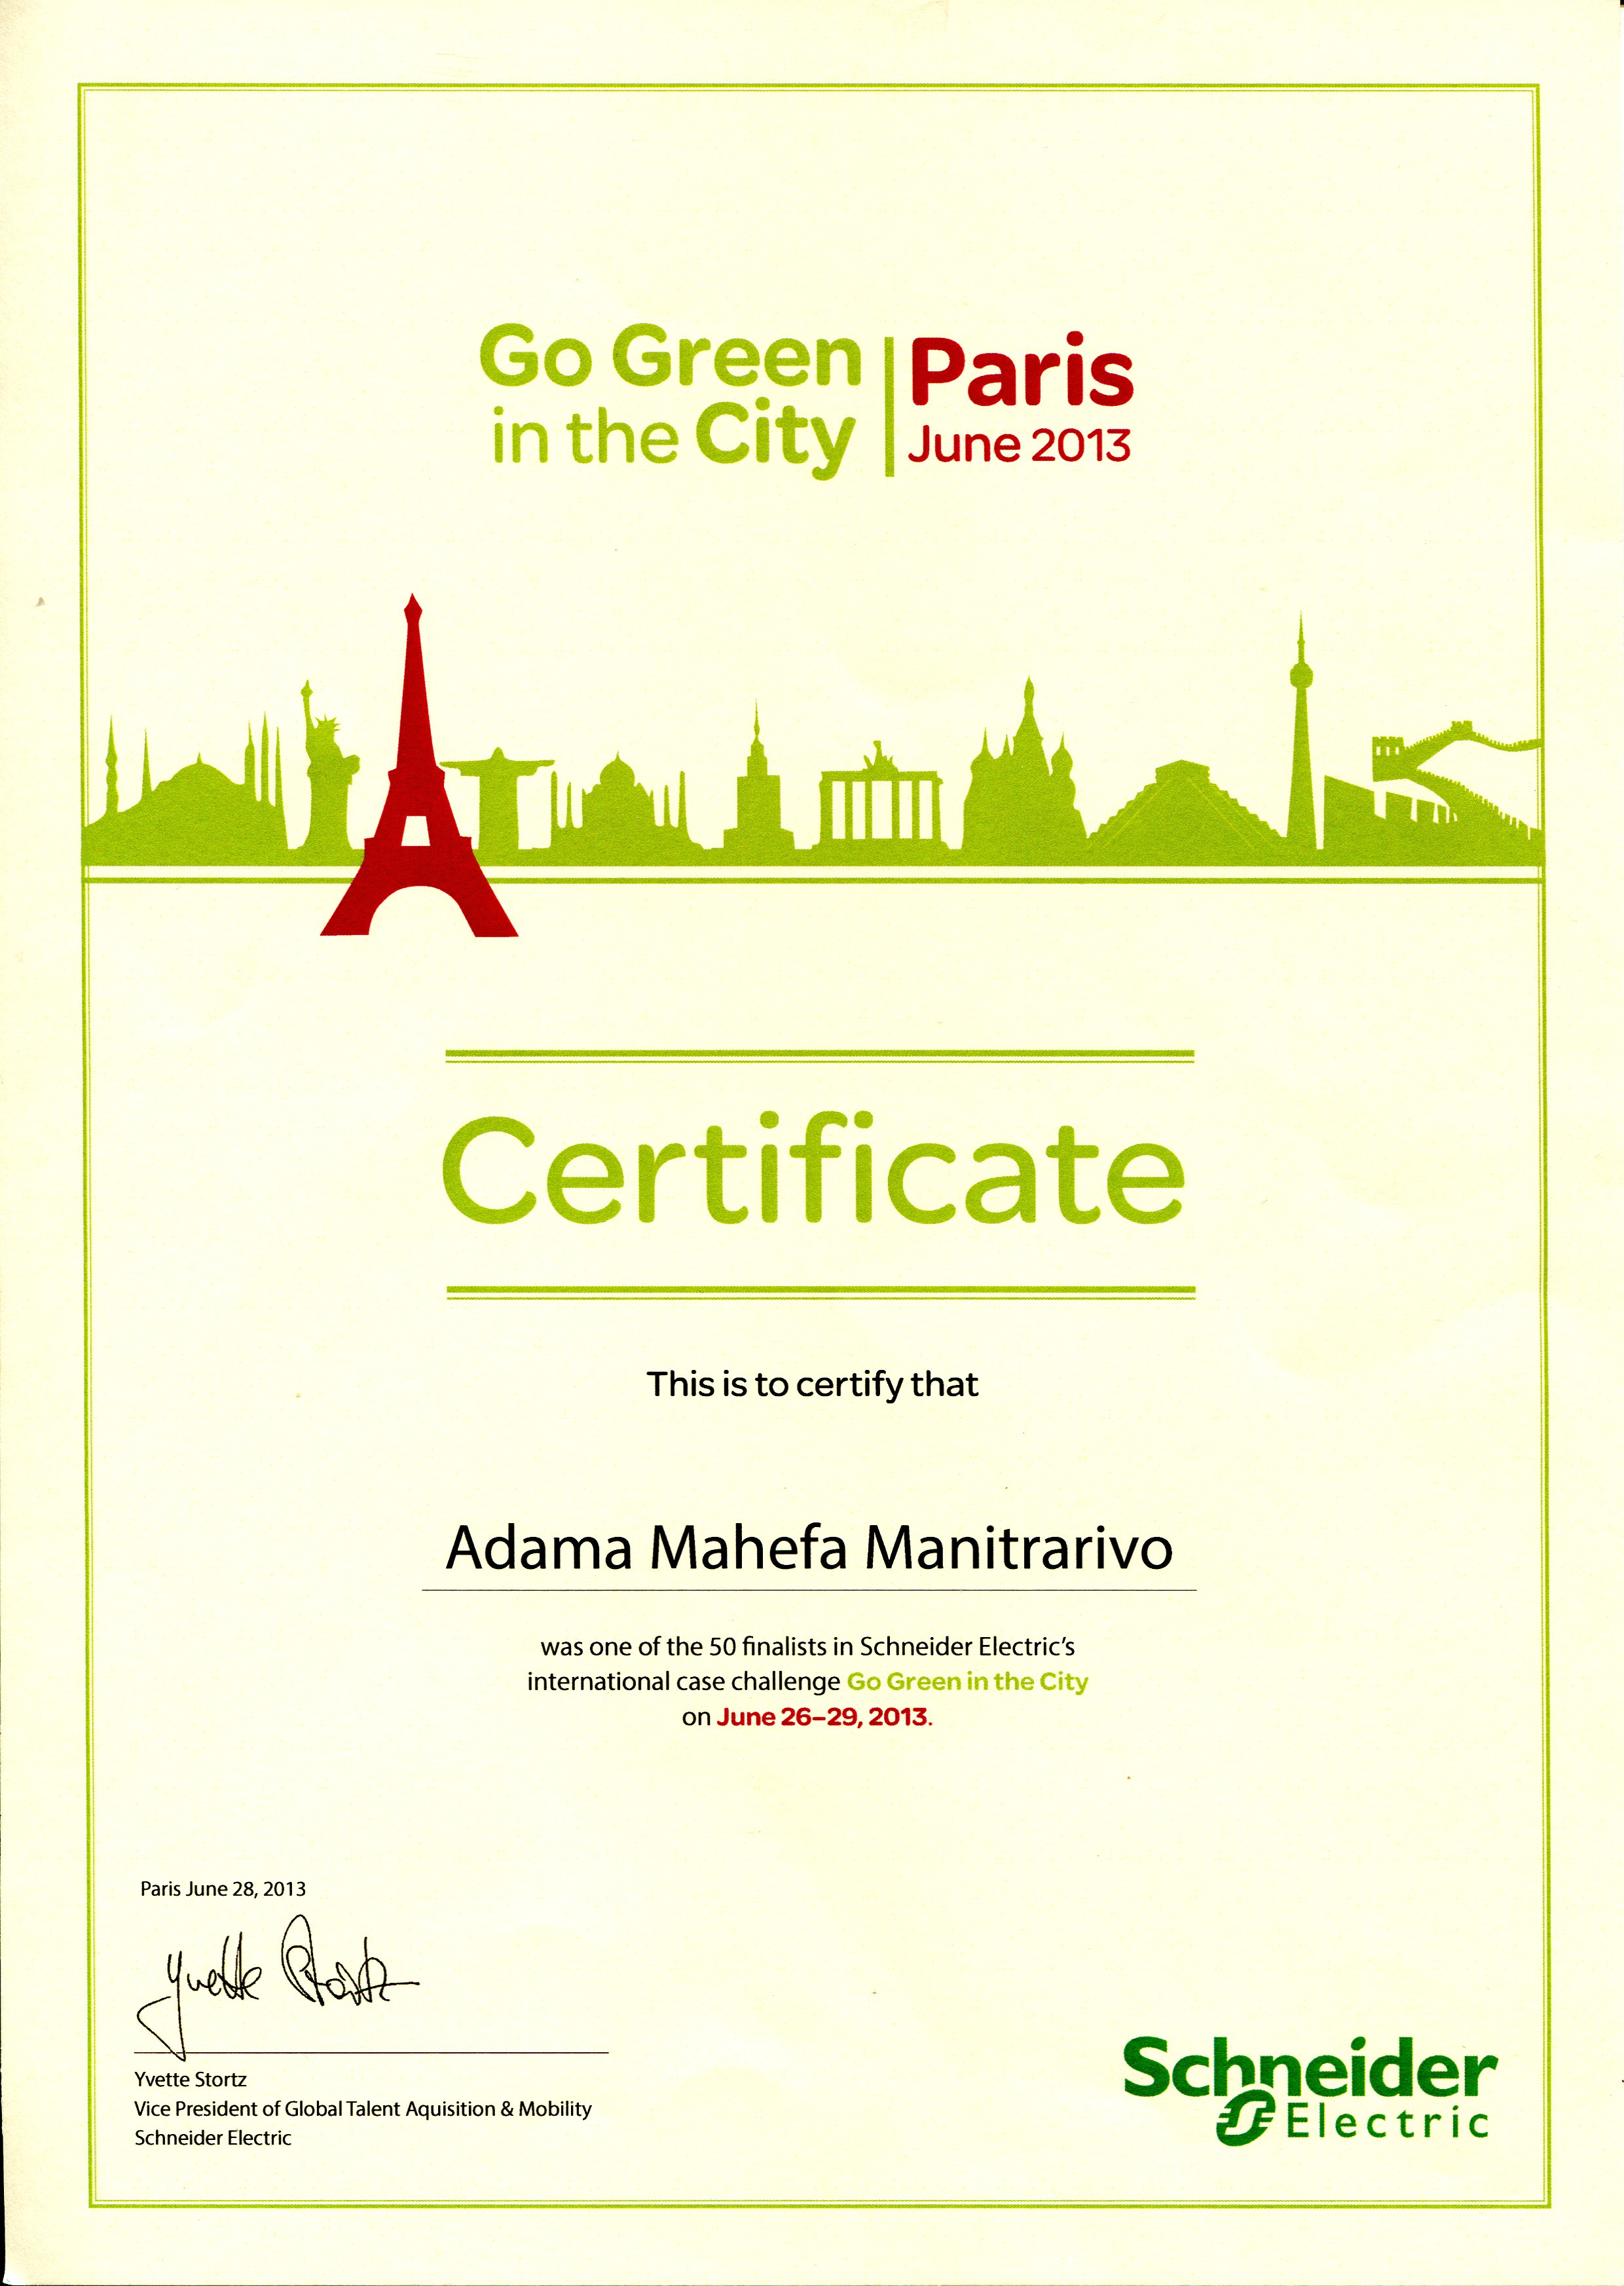 Go Green
in the City
Paris
June 2013
Certificate
This is to certify that
Adama Mahefa Manitrarivo
was one of the 50 finalists in Schneider Electric's
international case challenge Go Green in the City
on June 26–29, 2013.
Paris June 28, 2013
Yvette Stortz
Yvette Stortz
Vice President of Global Talent Aquisition & Mobility
Schneider Electric
Schneider
Electric